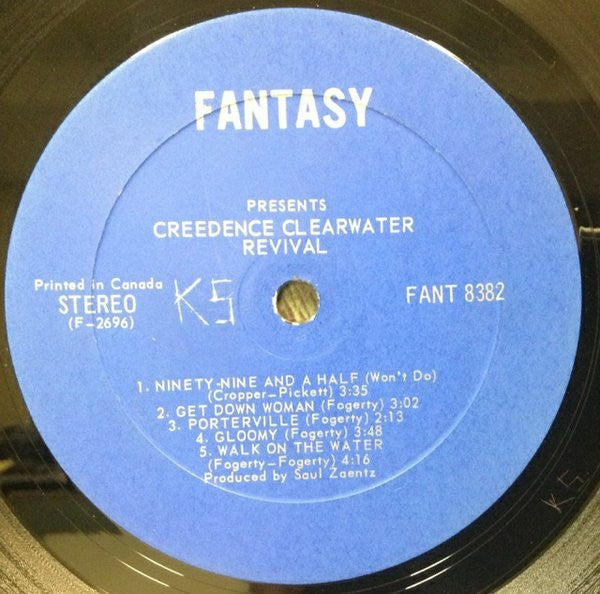 FANTASY
PRESENTS
CREEDENCE CLEARWATER
REVIVAL
Printed in Canada
STEREO
(F-2696)
KS
FANT 8382
1. NINETY-NINE AND A HALF (Won't Do)
(Cropper-Pickett) 3:35
2. GET DOWN WOMAN (Fogerty) 3:02
3. PORTERVILLE (Fogerty) 2:13
4. GLOOMY (Fogerty) 3:48
5. WALK ON THE WATER
(Fogerty-Fogerty) 4:16
Produced by Saul Zaentz
KS